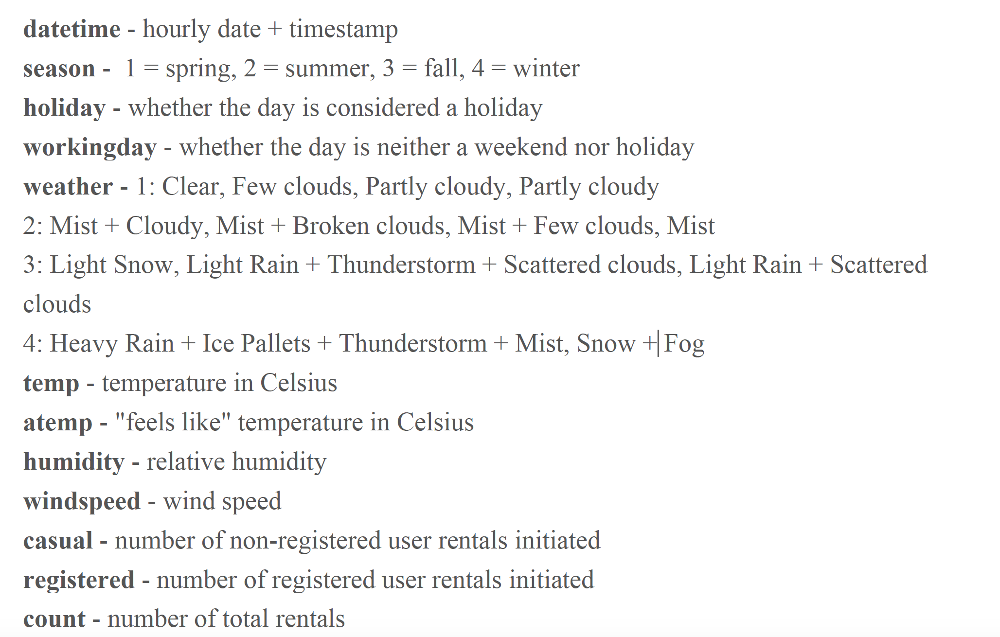 datetime - hourly date + timestamp
season -  1 = spring, 2 = summer, 3 = fall, 4 = winter
holiday - whether the day is considered a holiday
workingday - whether the day is neither a weekend nor holiday
weather - 1: Clear, Few clouds, Partly cloudy, Partly cloudy
2: Mist + Cloudy, Mist + Broken clouds, Mist + Few clouds, Mist
3: Light Snow, Light Rain + Thunderstorm + Scattered clouds, Light Rain + Scattered
clouds
4: Heavy Rain + Ice Pallets + Thunderstorm + Mist, Snow + Fog
temp - temperature in Celsius
atemp - "feels like" temperature in Celsius
humidity - relative humidity
windspeed - wind speed
casual - number of non-registered user rentals initiated
registered - number of registered user rentals initiated
count - number of total rentals